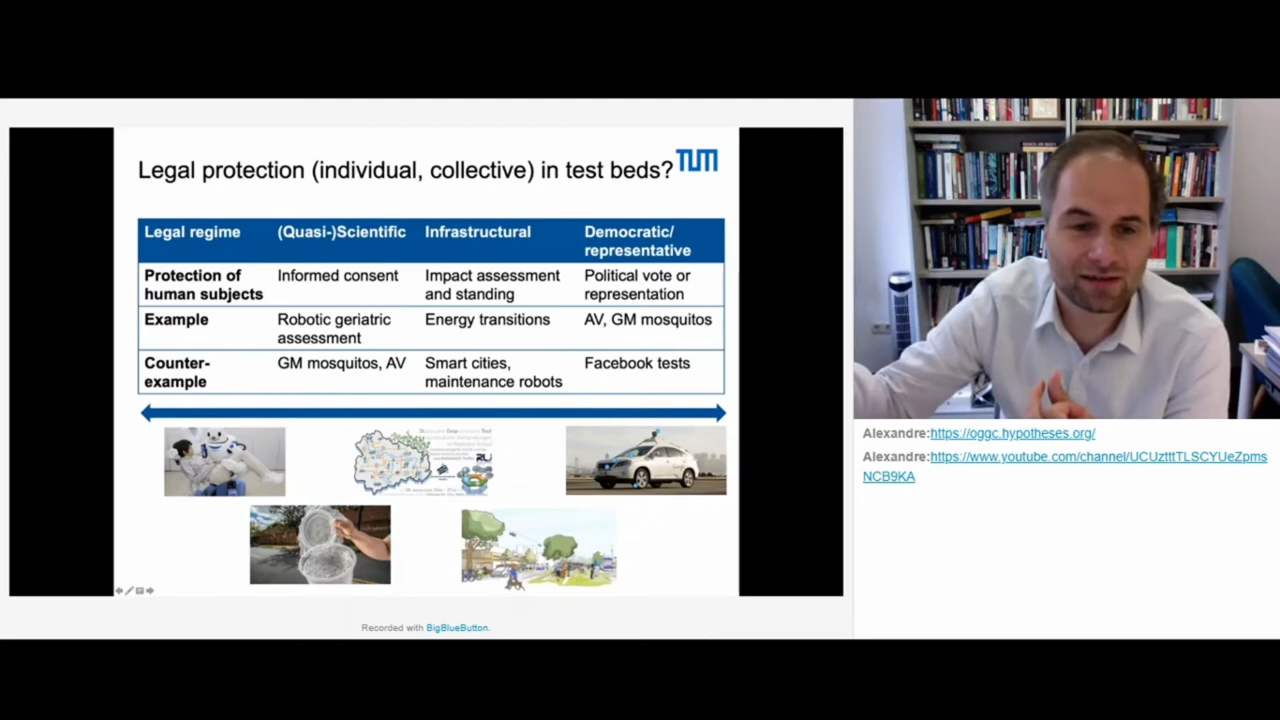 Legal protection (individual, collective) in test beds?
TUM
Legal regime
(Quasi-)Scientific
Infrastructural
Democratic/
representative
Protection of
human subjects
Informed consent
Impact assessment
and standing
Political vote or
representation
Example
Robotic geriatric
assessment
Energy transitions
AV, GM mosquitos
Counter-
example
GM mosquitos, AV
Smart cities,
maintenance robots
Facebook tests
Recorded with BigBlueButton.
Alexandre:https://oggc.hypotheses.org/
Alexandre:https://www.youtube.com/channel/UCUztttTLSCYUeZpms
NCB9KA